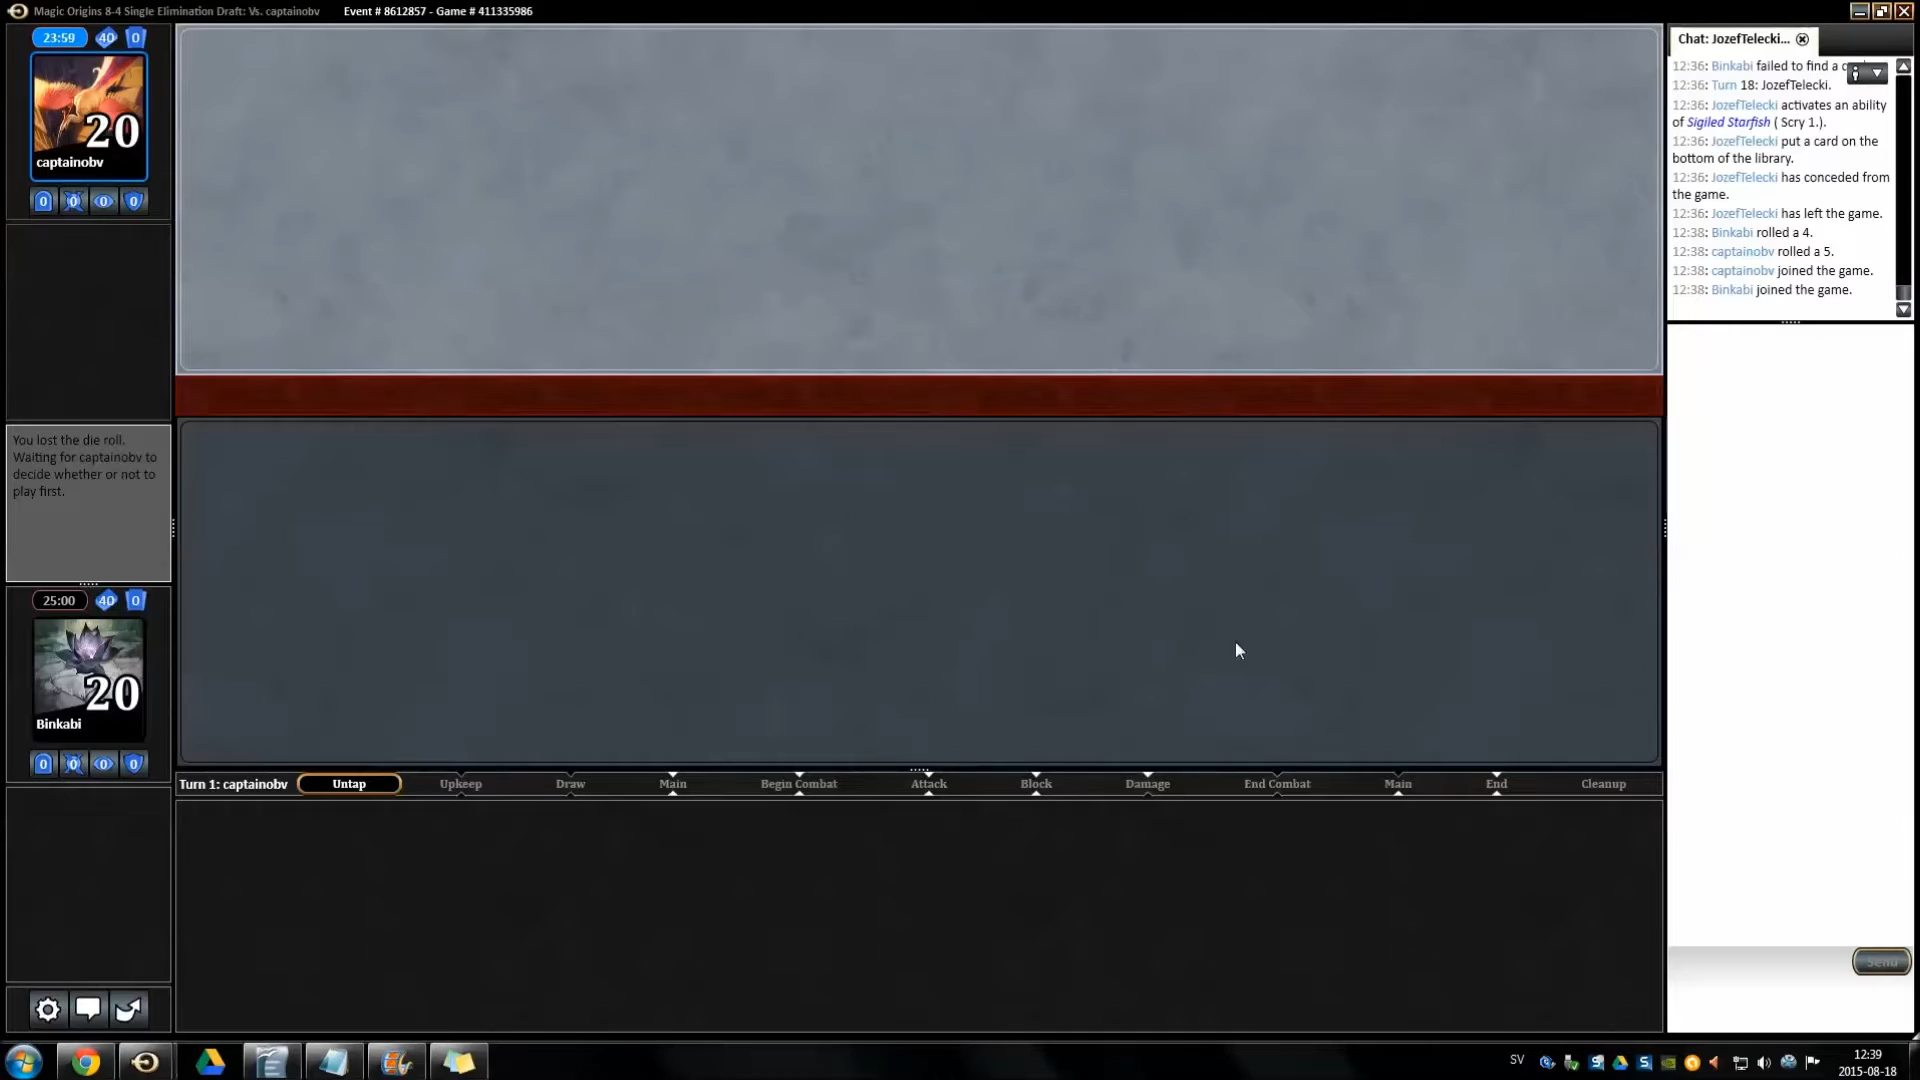 Magic Origins 8-4 Single Elimination Draft: Vs. captainobv Event # 8612857 - Game # 411335986
23:59 40 0
20
captainobv
0 0 0 0
You lost the die roll.
Waiting for captainobv to
decide whether or not to
play first.
25:00 40 0
20
Binkabi
0 0 0 0
Turn 1: captainobv Untap Upkeep Draw Main Begin Combat Attack Block Damage End Combat Main End Cleanup
Chat: JozefTelecki...
12:36: Binkabi failed to find a
12:36: Turn 18: JozefTelecki.
12:36: JozefTelecki activates an ability
of Sigiled Starfish ( Scry 1.).
12:36: JozefTelecki put a card on the
bottom of the library.
12:36: JozefTelecki has conceded from
the game.
12:36: JozefTelecki has left the game.
12:38: Binkabi rolled a 4.
12:38: captainobv rolled a 5.
12:38: captainobv joined the game.
12:38: Binkabi joined the game.
Send
SV
12:39
2015-08-18